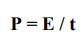 P = E / t